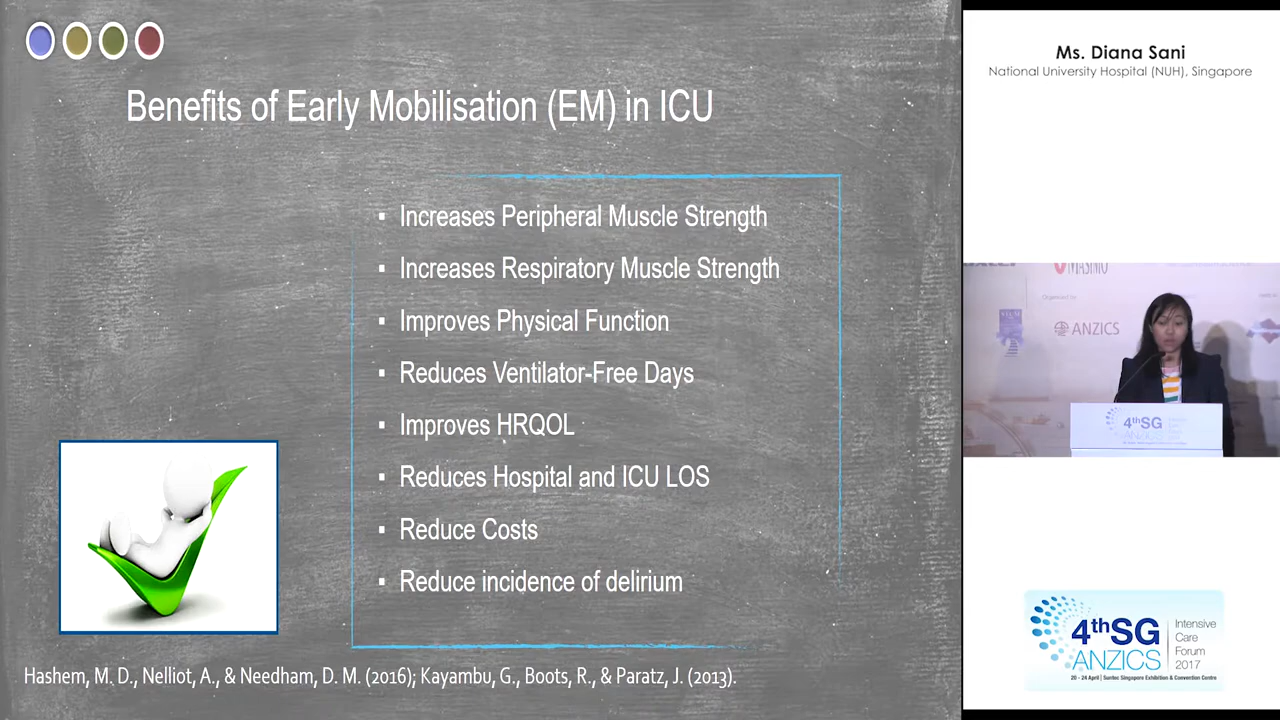 Benefits of Early Mobilisation (EM) in ICU
▪ Increases Peripheral Muscle Strength
▪ Increases Respiratory Muscle Strength
▪ Improves Physical Function
▪ Reduces Ventilator-Free Days
▪ Improves HRQOL
▪ Reduces Hospital and ICU LOS
▪ Reduce Costs
▪ Reduce incidence of delirium
Hashem, M. D., Nelliot, A., & Needham, D. M. (2016); Kayambu, G., Boots, R., & Paratz, J. (2013).
Ms. Diana Sani
National University Hospital (NUH), Singapore
MASIMO
ANZICS
4thSG
4thSG
ANZICS
Intensive
Care
Forum
2017
20 - 24 April | Suntec Singapore Exhibition & Convention Centre